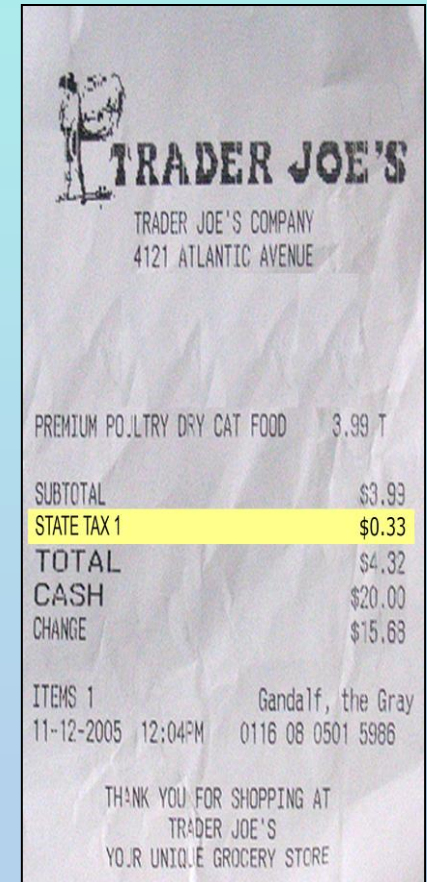 TRADER JOE'S
TRADER JOE'S COMPANY
4121 ATLANTIC AVENUE
PREMIUM POULTRY DRY CAT FOOD 3.99 T
SUBTOTAL $3.99
STATE TAX 1 $0.33
TOTAL $4.32
CASH $20.00
CHANGE $15.68
ITEMS 1 Gandalf, the Gray
11-12-2005 12:04PM 0116 08 0501 5986
THANK YOU FOR SHOPPING AT
TRADER JOE'S
YOUR UNIQUE GROCERY STORE